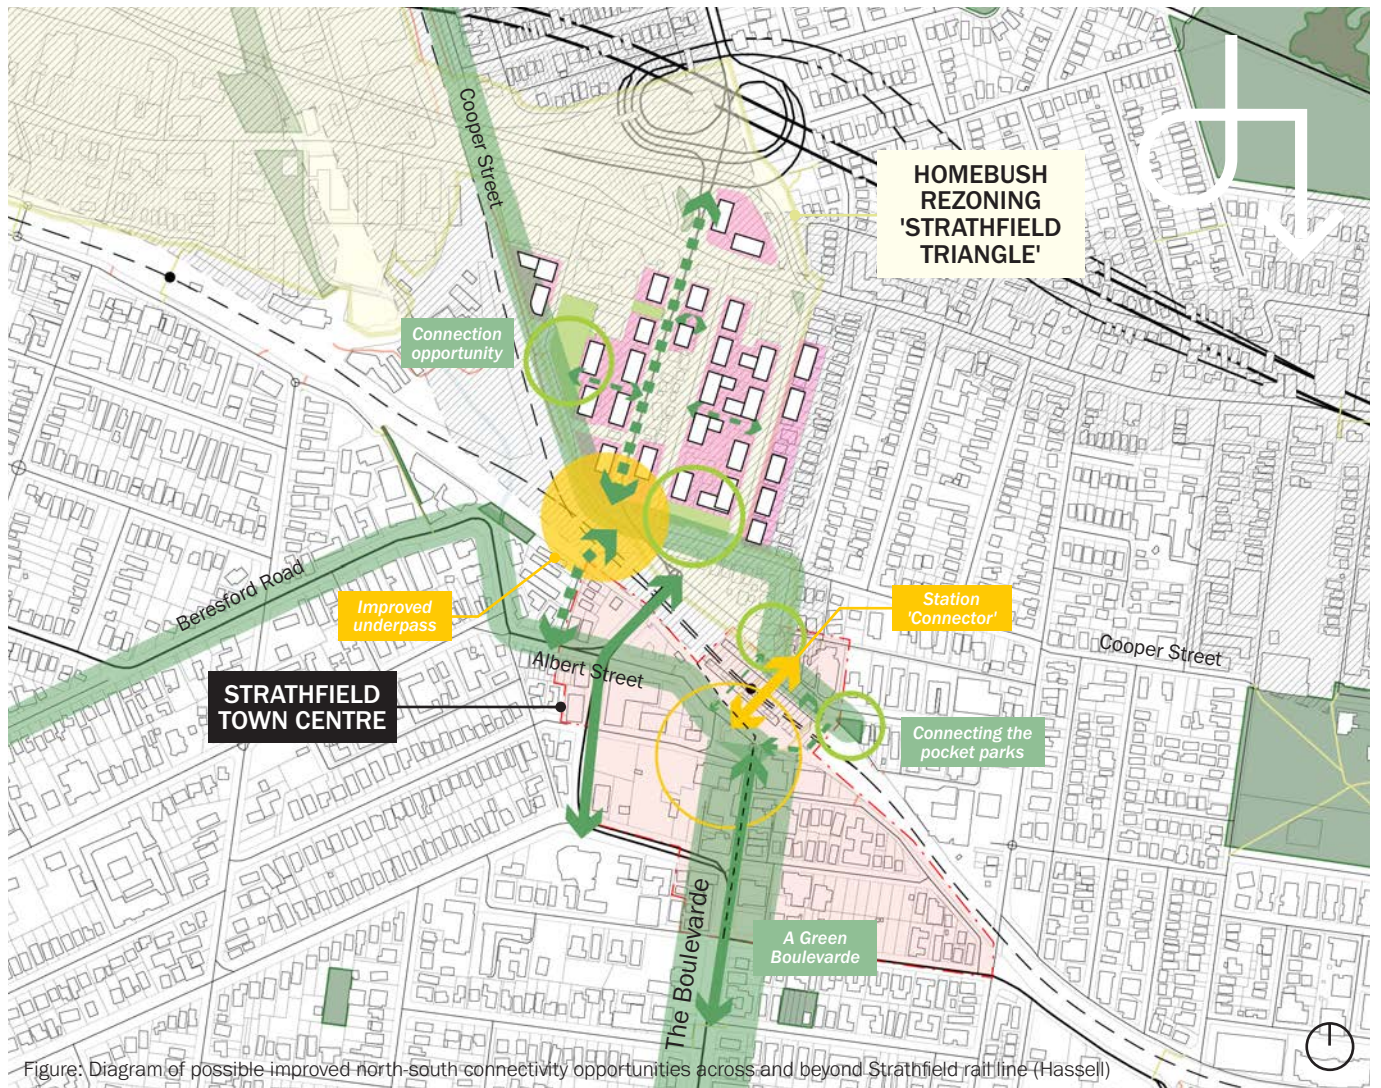 Cooper Street
HOMEBUSH
REZONING
'STRATHFIELD
TRIANGLE'
Connection
opportunity
Beresford Road
Improved
underpass
Station
'Connector'
Cooper Street
Albert Street
STRATHFIELD
TOWN CENTRE
Connecting the
pocket parks
The Boulevarde
A Green
Boulevarde
Figure: Diagram of possible improved north-south connectivity opportunities across and beyond Strathfield rail line (Hassell)